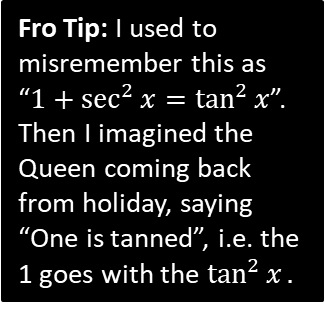 Fro Tip: I used to
misremember this as
“1 + sec² x = tan² x”.
Then I imagined the
Queen coming back
from holiday, saying
“One is tanned”, i.e. the
1 goes with the tan² x .